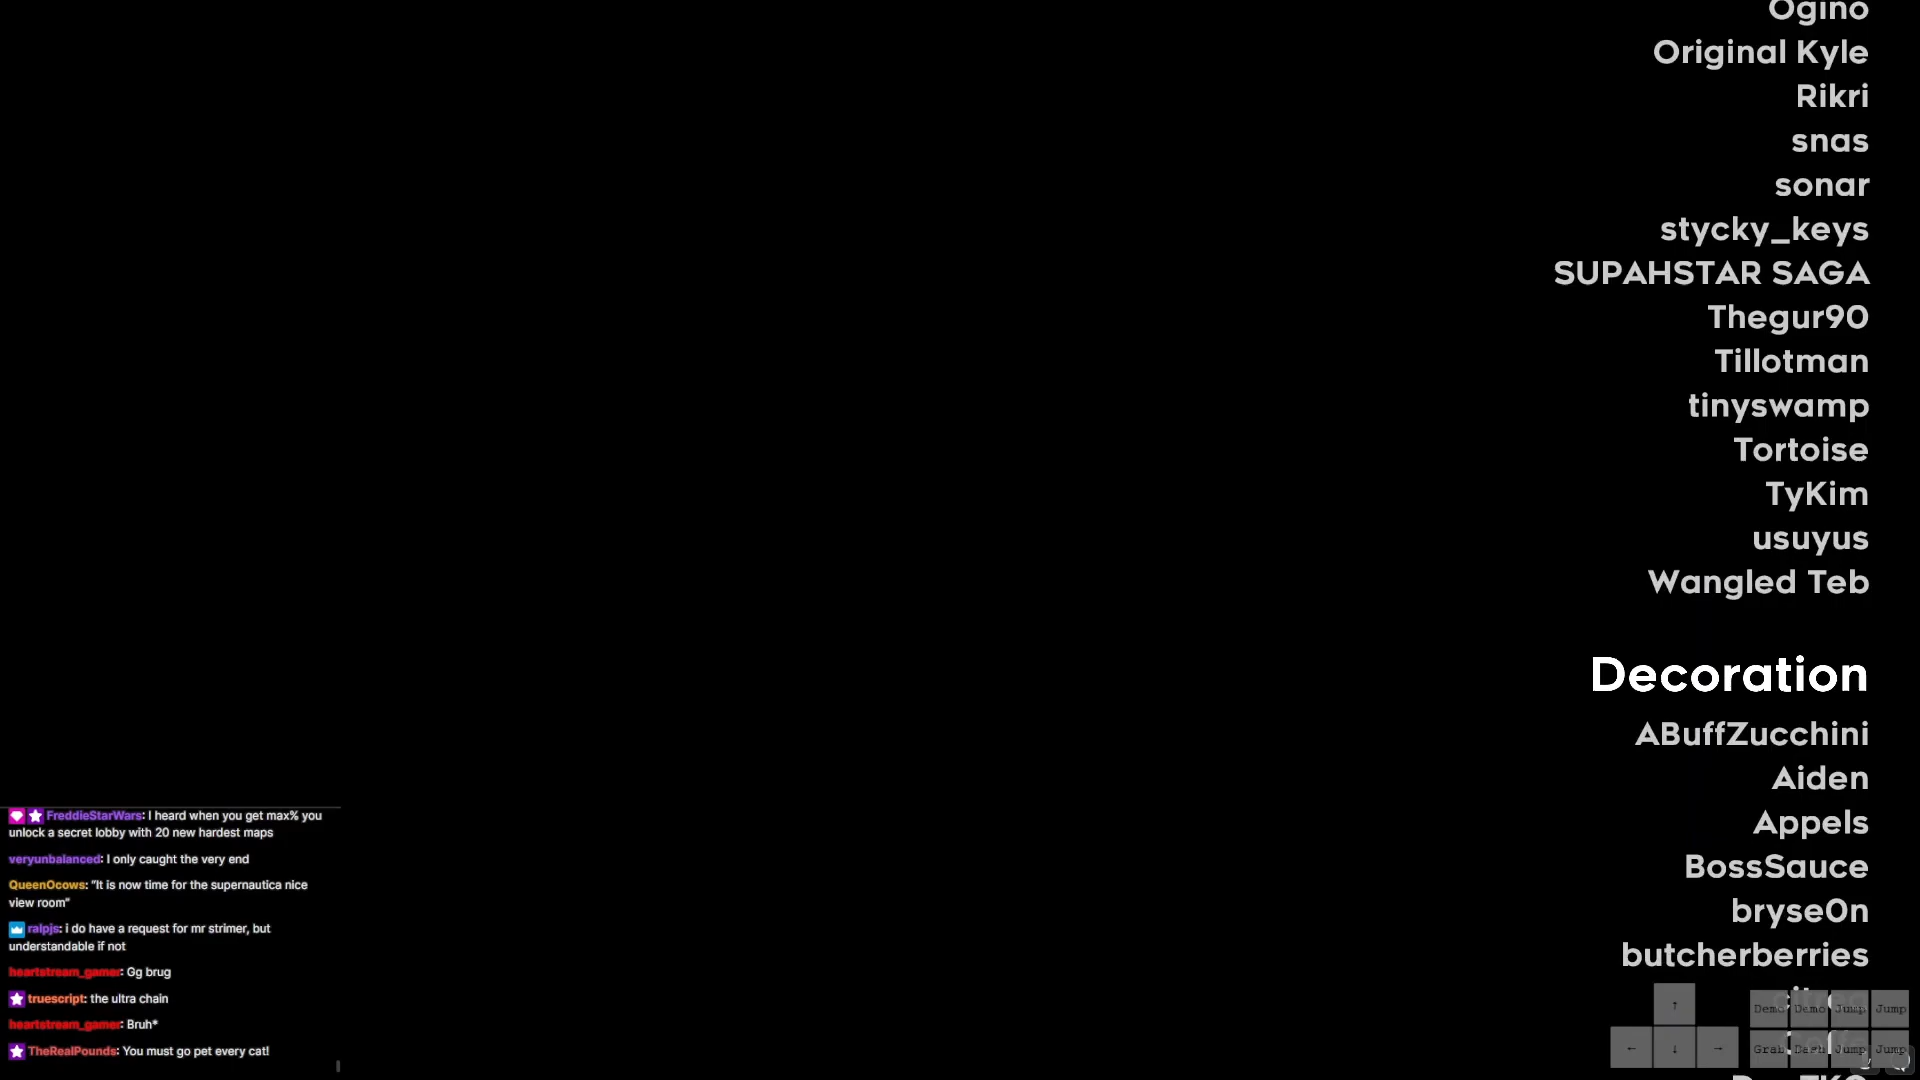 Ogino
Original Kyle
Rikri
snas
sonar
stycky_keys
SUPAHSTAR SAGA
Thegur90
Tillotman
tinyswamp
Tortoise
TyKim
usuyus
Wangled Teb
Decoration
ABuffZucchini
Aiden
Appels
BossSauce
bryse0n
butcherberries
FreddieStarWars: I heard when you get max% you
unlock a secret lobby with 20 new hardest maps
veryunbalanced: I only caught the very end
QueenOcows: "It is now time for the supernautica nice
view room"
ralpjs: i do have a request for mr strimer, but
understandable if not
heartstream_gamer: Gg brug
truescript: the ultra chain
heartstream_gamer: Bruh*
TheRealPounds: You must go pet every cat!
↑
Demo Demo Jump Jump
← ↓ →
Grab Dash Jump Jump